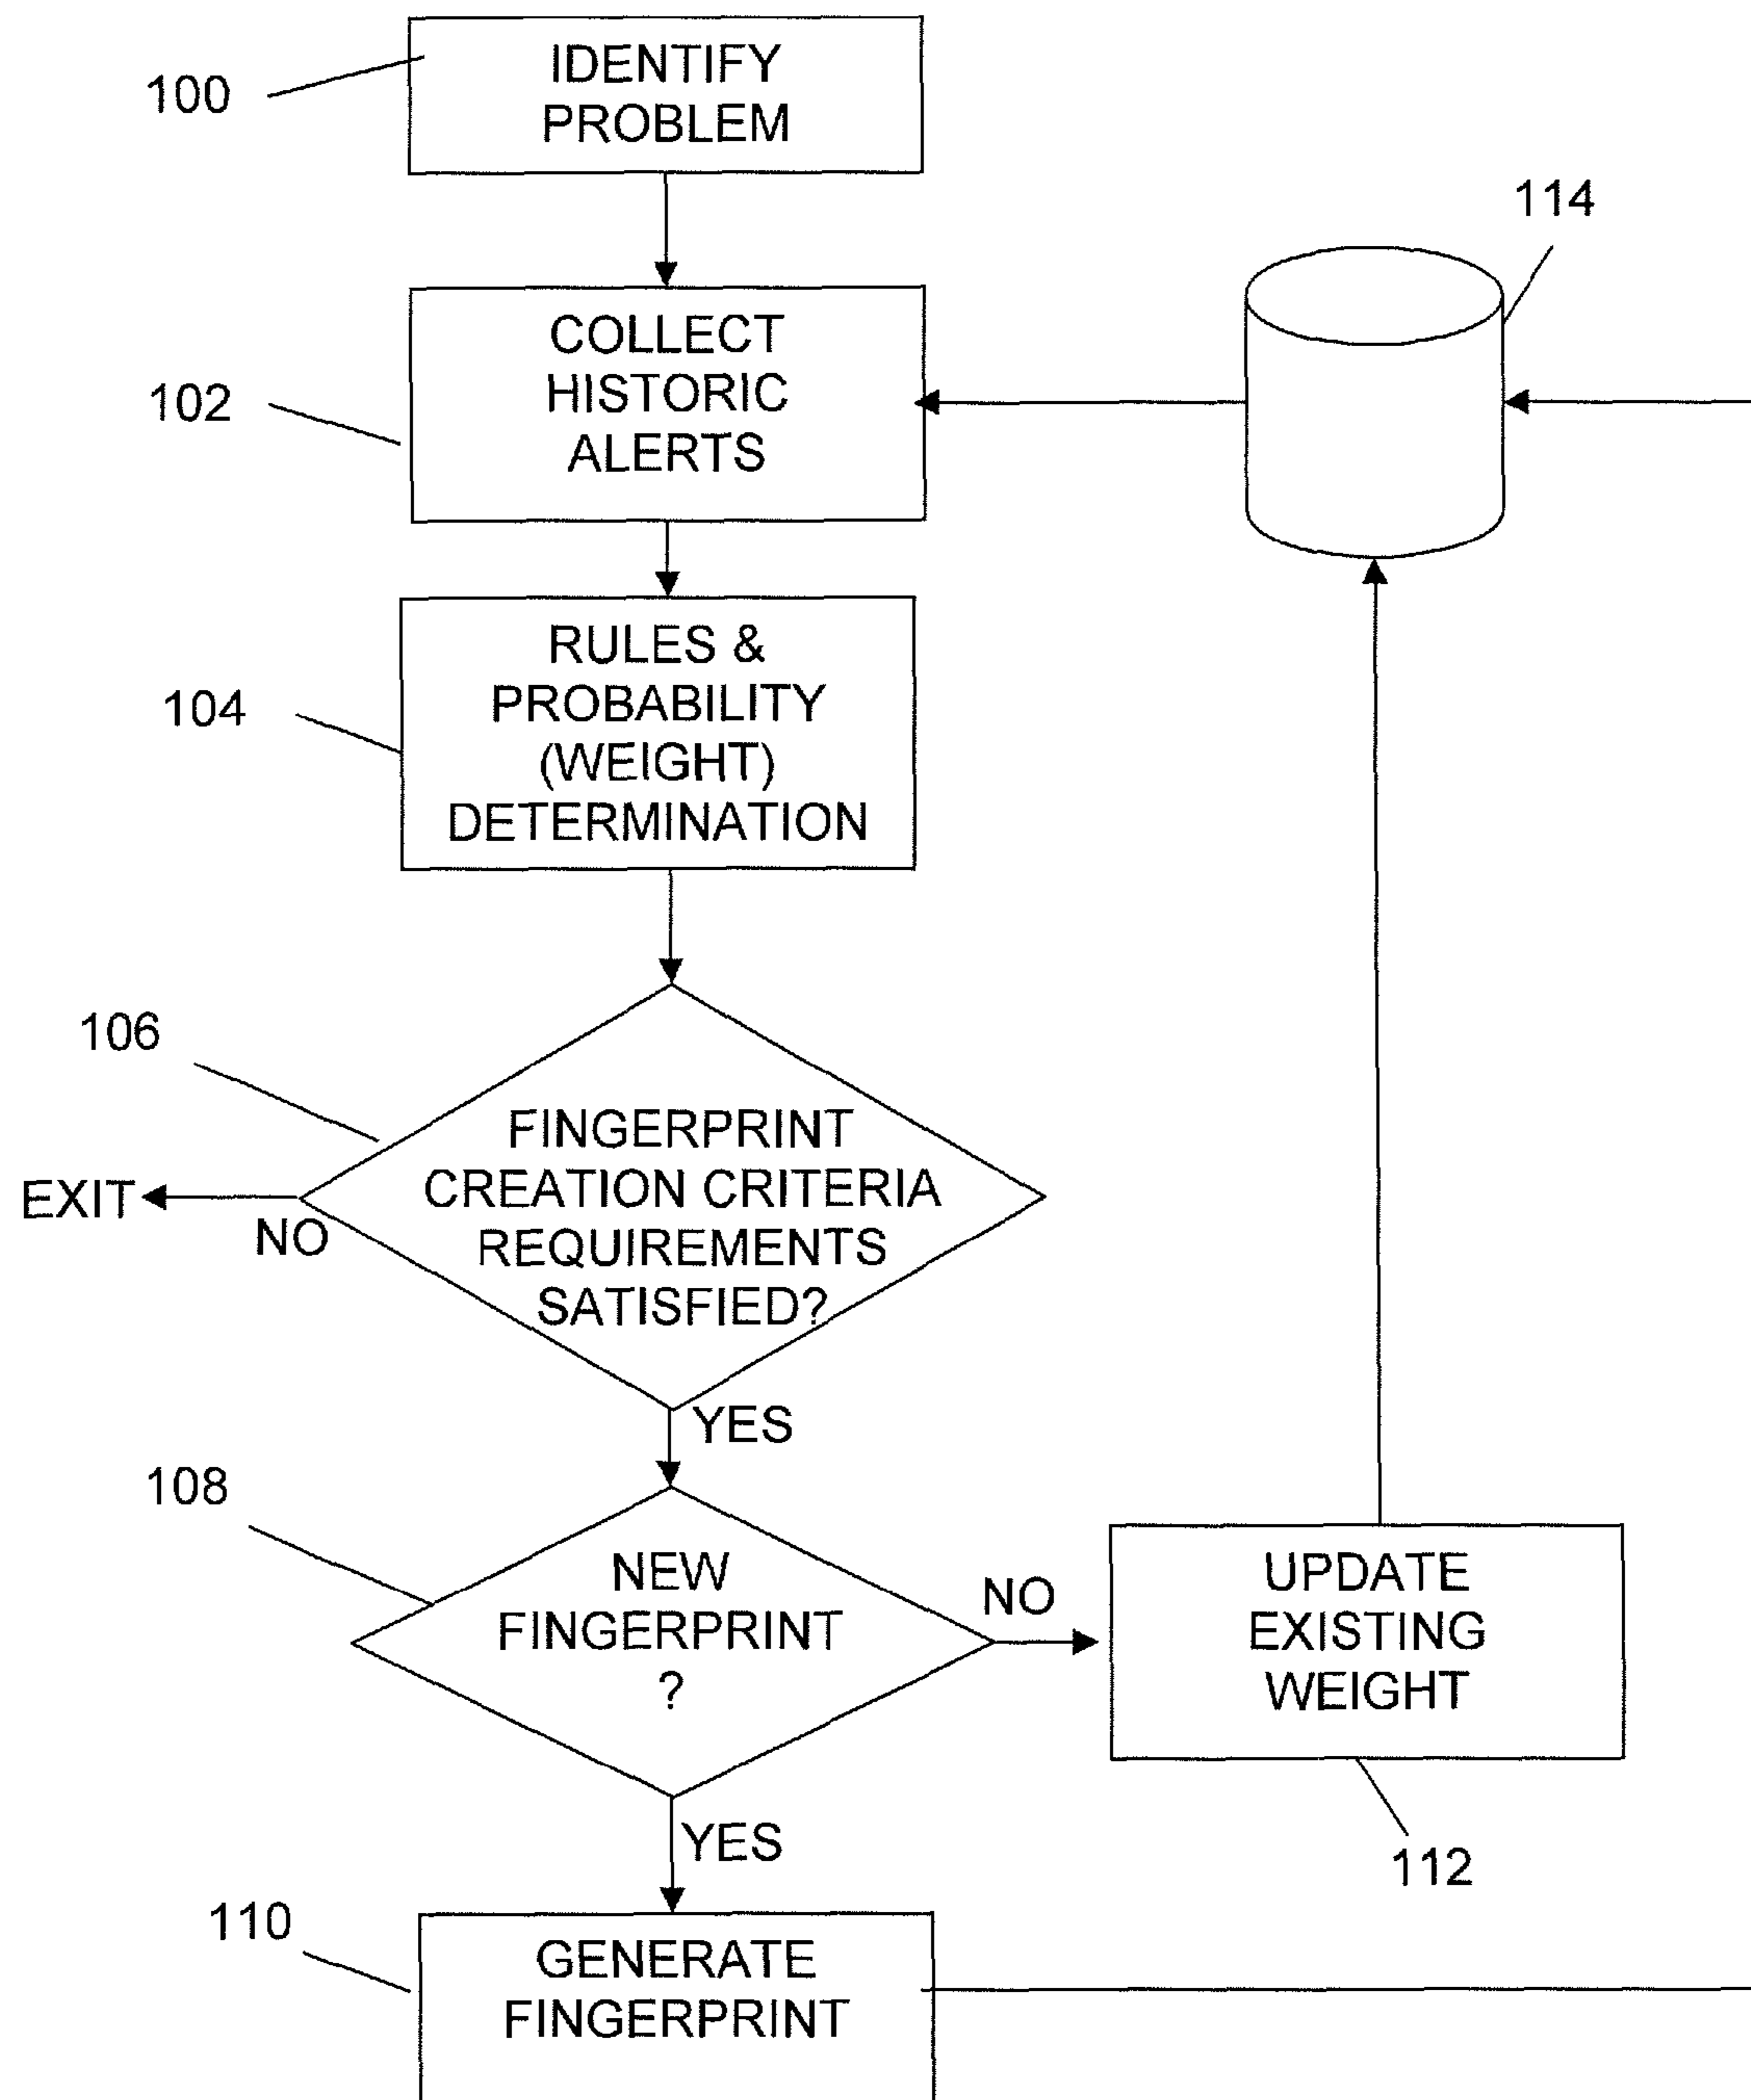 100
IDENTIFY
PROBLEM
114
102
COLLECT
HISTORIC
ALERTS
104
RULES &
PROBABILITY
(WEIGHT)
DETERMINATION
106
FINGERPRINT
CREATION CRITERIA
REQUIREMENTS
SATISFIED?
EXIT
NO
YES
108
NEW
FINGERPRINT
?
NO
UPDATE
EXISTING
WEIGHT
YES
112
110
GENERATE
FINGERPRINT